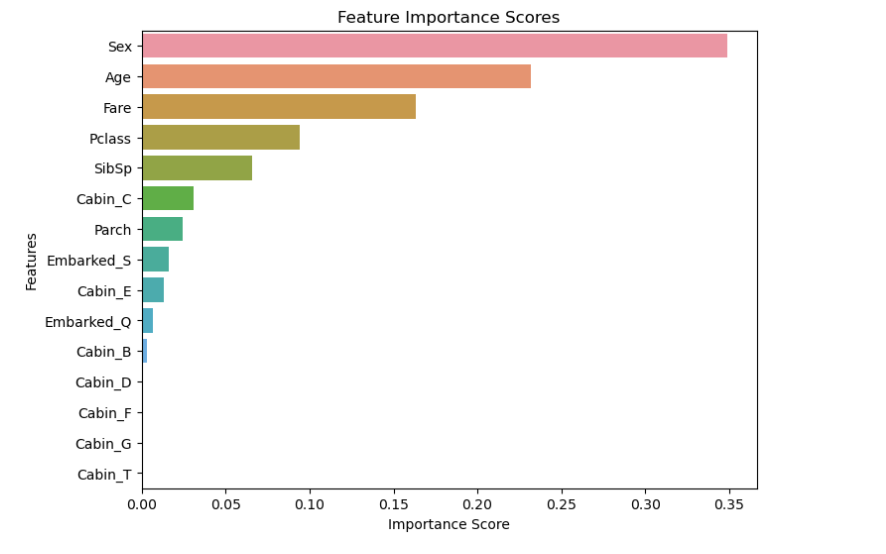 Feature Importance Scores
Sex
Age
Fare
Pclass
SibSp
Cabin_C
Parch
Embarked_S
Cabin_E
Embarked_Q
Cabin_B
Cabin_D
Cabin_F
Cabin_G
Cabin_T
Features
0.00 0.05 0.10 0.15 0.20 0.25 0.30 0.35
Importance Score